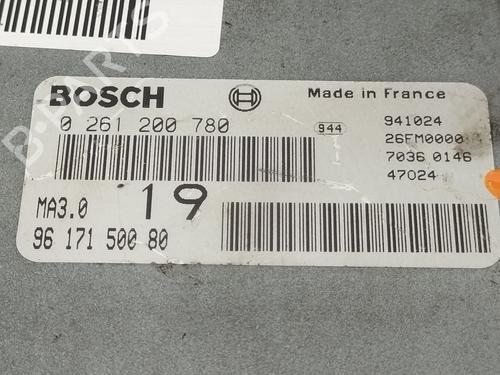 BOSCH
Made in France
0 261 200 780
944
941024
26FM0000
7036 0146
47024
MA3.0
19
96 171 500 80
B-PARTS